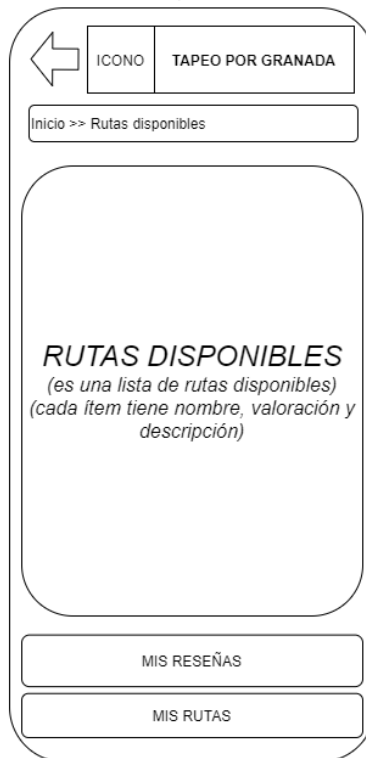 ICONO
TAPEO POR GRANADA
Inicio >> Rutas disponibles
RUTAS DISPONIBLES
(es una lista de rutas disponibles)
(cada ítem tiene nombre, valoración y
descripción)
MIS RESEÑAS
MIS RUTAS